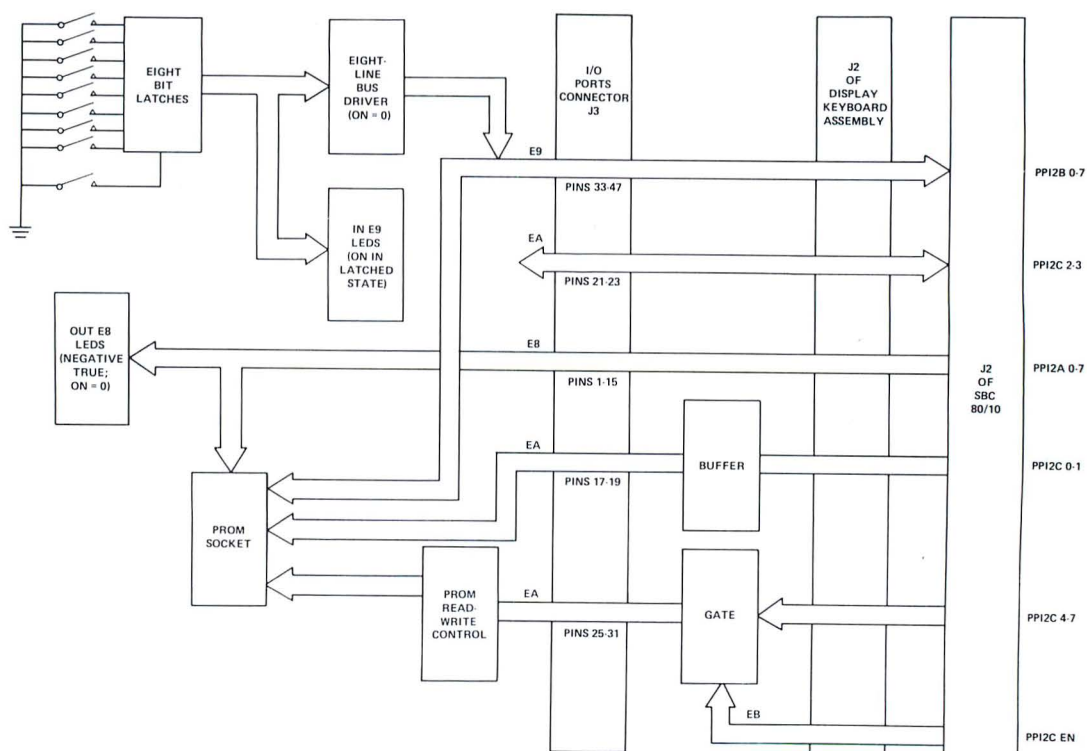 EIGHT
BIT
LATCHES
EIGHT-
LINE
BUS
DRIVER
(ON = 0)
I/O
PORTS
CONNECTOR
J3
J2
OF
DISPLAY
KEYBOARD
ASSEMBLY
E9
PINS 33-47
PPI2B 0-7
IN E9
LEDS
(ON IN
LATCHED
STATE)
EA
PINS 21-23
PPI2C 2-3
OUT E8
LEDS
(NEGATIVE
TRUE;
ON = 0)
E8
PINS 1-15
J2
OF
SBC
80/10
PPI2A 0-7
EA
PINS 17-19
BUFFER
PPI2C 0-1
PROM
SOCKET
PROM
READ-
WRITE
CONTROL
EA
PINS 25-31
GATE
PPI2C 4-7
EB
PPI2C EN